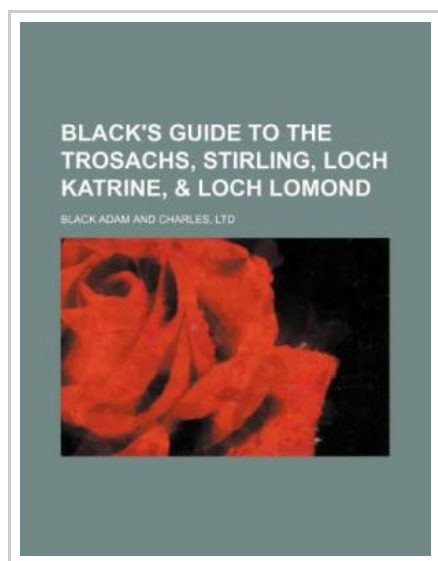 BLACK'S GUIDE TO THE
TROSACHS, STIRLING, LOCH
KATRINE, & LOCH LOMOND
BLACK ADAM AND CHARLES, LTD